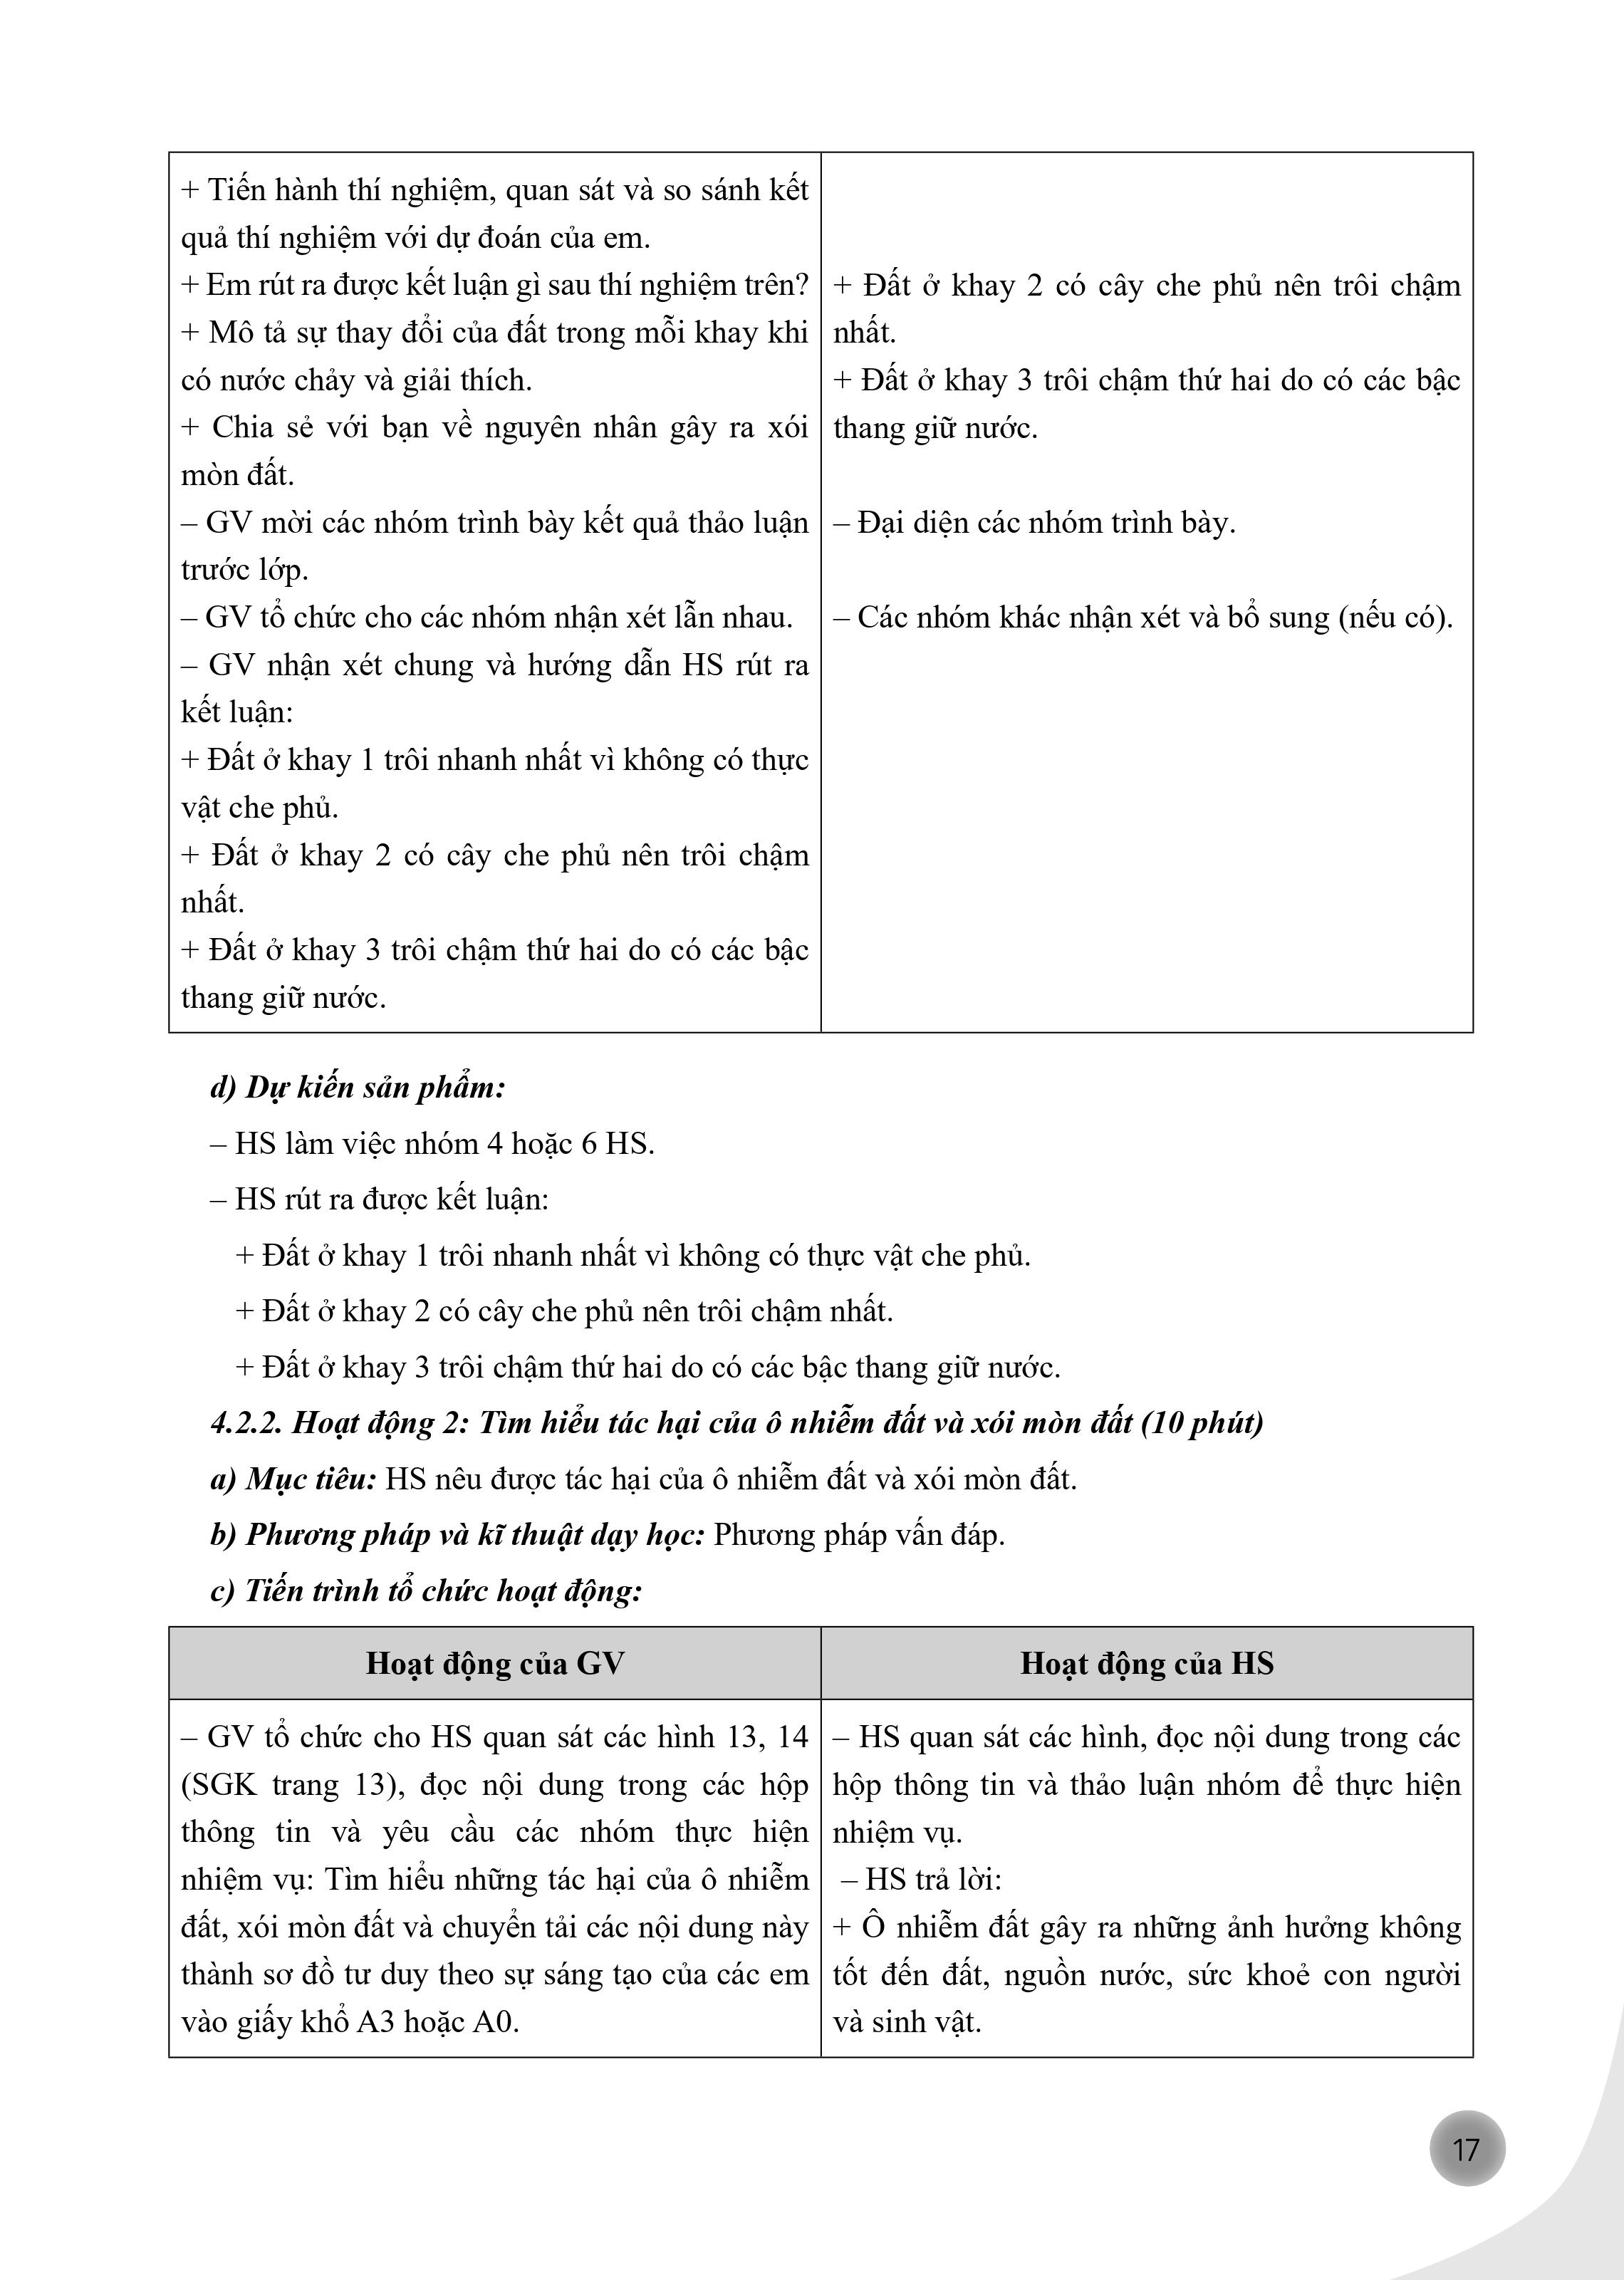 + Tiến hành thí nghiệm, quan sát và so sánh kết
quả thí nghiệm với dự đoán của em.
+ Em rút ra được kết luận gì sau thí nghiệm trên?
+ Mô tả sự thay đổi của đất trong mỗi khay khi
có nước chảy và giải thích.
+ Chia sẻ với bạn về nguyên nhân gây ra xói
mòn đất.
– GV mời các nhóm trình bày kết quả thảo luận
trước lớp.
– GV tổ chức cho các nhóm nhận xét lẫn nhau.
– GV nhận xét chung và hướng dẫn HS rút ra
kết luận:
+ Đất ở khay 1 trôi nhanh nhất vì không có thực
vật che phủ.
+ Đất ở khay 2 có cây che phủ nên trôi chậm
nhất.
+ Đất ở khay 3 trôi chậm thứ hai do có các bậc
thang giữ nước.
+ Đất ở khay 2 có cây che phủ nên trôi chậm
nhất.
+ Đất ở khay 3 trôi chậm thứ hai do có các bậc
thang giữ nước.
– Đại diện các nhóm trình bày.
– Các nhóm khác nhận xét và bổ sung (nếu có).
d) Dự kiến sản phẩm:
– HS làm việc nhóm 4 hoặc 6 HS.
– HS rút ra được kết luận:
+ Đất ở khay 1 trôi nhanh nhất vì không có thực vật che phủ.
+ Đất ở khay 2 có cây che phủ nên trôi chậm nhất.
+ Đất ở khay 3 trôi chậm thứ hai do có các bậc thang giữ nước.
4.2.2. Hoạt động 2: Tìm hiểu tác hại của ô nhiễm đất và xói mòn đất (10 phút)
a) Mục tiêu: HS nêu được tác hại của ô nhiễm đất và xói mòn đất.
b) Phương pháp và kĩ thuật dạy học: Phương pháp vấn đáp.
c) Tiến trình tổ chức hoạt động:
Hoạt động của GV
Hoạt động của HS
– GV tổ chức cho HS quan sát các hình 13, 14
(SGK trang 13), đọc nội dung trong các hộp
thông tin và yêu cầu các nhóm thực hiện
nhiệm vụ: Tìm hiểu những tác hại của ô nhiễm
đất, xói mòn đất và chuyển tải các nội dung này
thành sơ đồ tư duy theo sự sáng tạo của các em
vào giấy khổ A3 hoặc A0.
– HS quan sát các hình, đọc nội dung trong các
hộp thông tin và thảo luận nhóm để thực hiện
nhiệm vụ.
– HS trả lời:
+ Ô nhiễm đất gây ra những ảnh hưởng không
tốt đến đất, nguồn nước, sức khoẻ con người
và sinh vật.
17